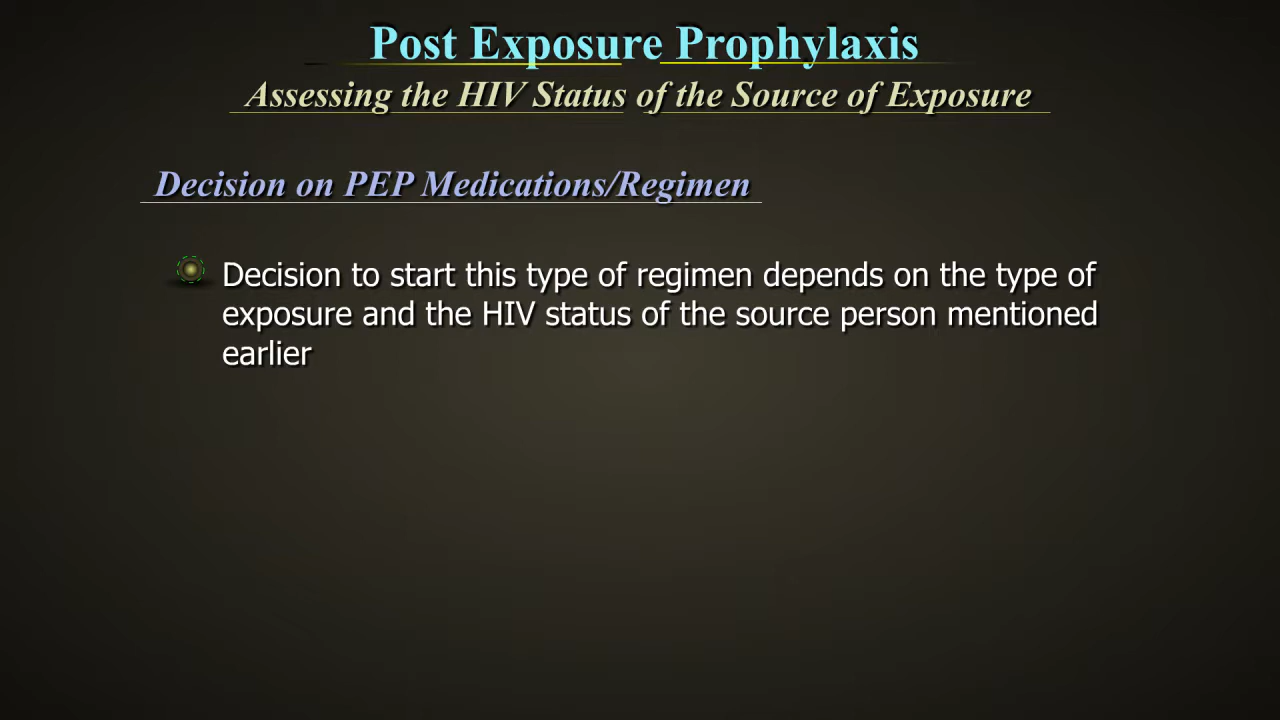 Post Exposure Prophylaxis
Assessing the HIV Status of the Source of Exposure
Decision on PEP Medications/Regimen
Decision to start this type of regimen depends on the type of
exposure and the HIV status of the source person mentioned
earlier